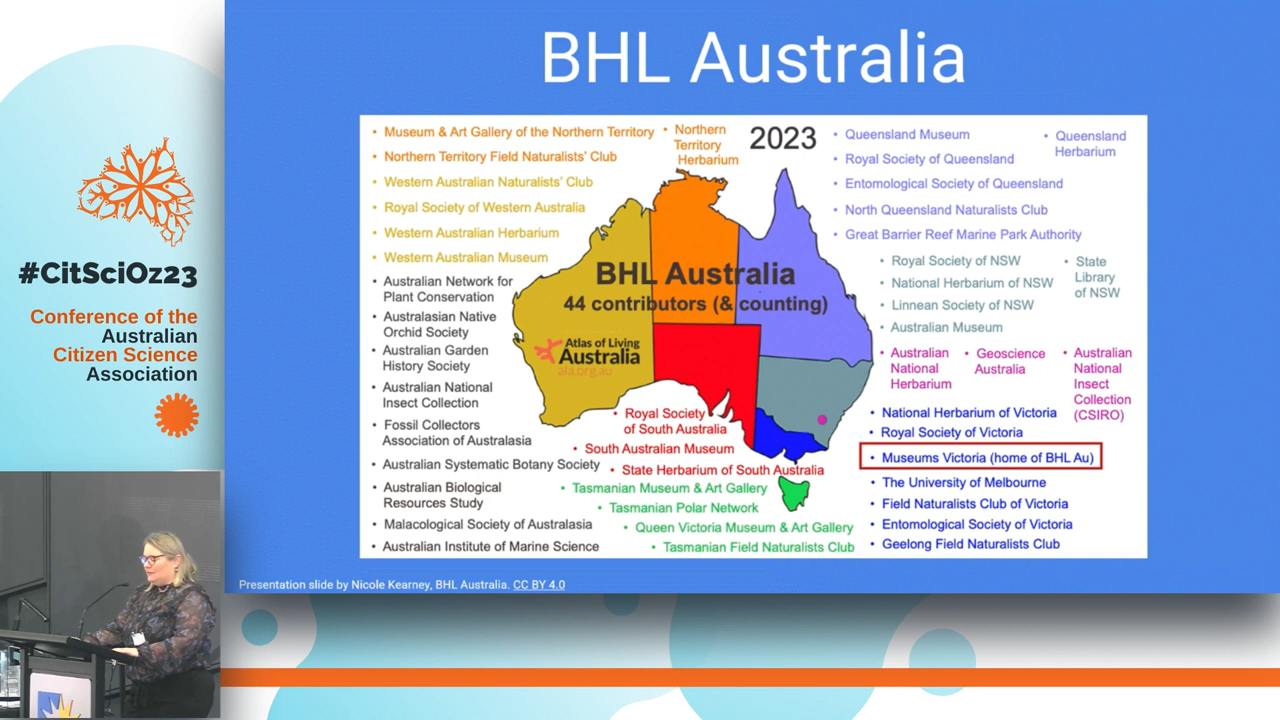 BHL Australia
#CitSciOz23
Conference of the
Australian
Citizen Science
Association
2023
• Museum & Art Gallery of the Northern Territory
• Northern Territory Field Naturalists' Club
• Northern
Territory
Herbarium
• Western Australian Naturalists' Club
• Royal Society of Western Australia
• Western Australian Herbarium
• Western Australian Museum
• Australian Network for
Plant Conservation
• Australasian Native
Orchid Society
• Australian Garden
History Society
• Australian National
Insect Collection
• Fossil Collectors
Association of Australasia
• Australian Systematic Botany Society
• Australian Biological
Resources Study
• Malacological Society of Australasia
• Australian Institute of Marine Science
BHL Australia
44 contributors (& counting)
Atlas of Living
Australia
ala.org.au
• Royal Society
of South Australia
• South Australian Museum
• State Herbarium of South Australia
• Tasmanian Museum & Art Gallery
• Tasmanian Polar Network
• Queen Victoria Museum & Art Gallery
• Tasmanian Field Naturalists Club
• Queensland Museum
• Royal Society of Queensland
• Entomological Society of Queensland
• North Queensland Naturalists Club
• Great Barrier Reef Marine Park Authority
• Queensland
Herbarium
• Royal Society of NSW
• National Herbarium of NSW
• Linnean Society of NSW
• Australian Museum
• State
Library
of NSW
• Australian
National
Herbarium
• Geoscience
Australia
• Australian
National
Insect
Collection
(CSIRO)
• National Herbarium of Victoria
• Royal Society of Victoria
• Museums Victoria (home of BHL Au)
• The University of Melbourne
• Field Naturalists Club of Victoria
• Entomological Society of Victoria
• Geelong Field Naturalists Club
Presentation slide by Nicole Kearney, BHL Australia. CC BY 4.0